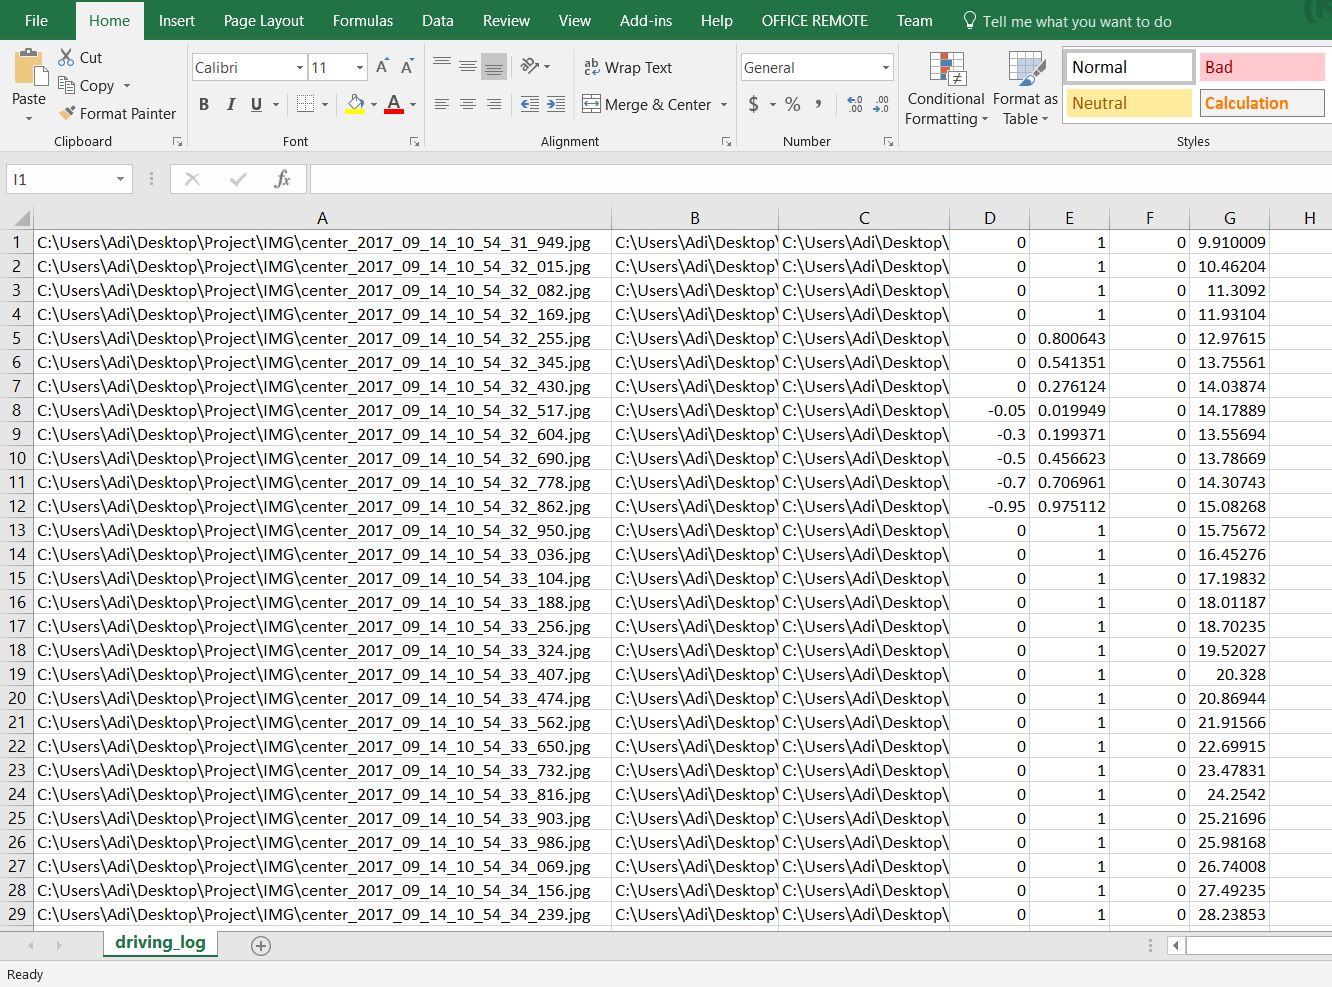 File Home Insert Page Layout Formulas Data Review View Add-ins Help OFFICE REMOTE Team Tell me what you want to do
Paste
Cut
Copy
Format Painter
Clipboard
Calibri 11
B I U A
Font
Wrap Text
Merge & Center
Alignment
General
$ % ,
Number
Conditional Formatting
Format as Table
Normal Bad
Neutral Calculation
Styles
I1 fx
A B C D E F G H
1 C:\Users\Adi\Desktop\Project\IMG\center_2017_09_14_10_54_31_949.jpg C:\Users\Adi\Desktop\ C:\Users\Adi\Desktop\ 0 1 0 9.910009
2 C:\Users\Adi\Desktop\Project\IMG\center_2017_09_14_10_54_32_015.jpg C:\Users\Adi\Desktop\ C:\Users\Adi\Desktop\ 0 1 0 10.46204
3 C:\Users\Adi\Desktop\Project\IMG\center_2017_09_14_10_54_32_082.jpg C:\Users\Adi\Desktop\ C:\Users\Adi\Desktop\ 0 1 0 11.3092
4 C:\Users\Adi\Desktop\Project\IMG\center_2017_09_14_10_54_32_169.jpg C:\Users\Adi\Desktop\ C:\Users\Adi\Desktop\ 0 1 0 11.93104
5 C:\Users\Adi\Desktop\Project\IMG\center_2017_09_14_10_54_32_255.jpg C:\Users\Adi\Desktop\ C:\Users\Adi\Desktop\ 0 0.800643 0 12.97615
6 C:\Users\Adi\Desktop\Project\IMG\center_2017_09_14_10_54_32_345.jpg C:\Users\Adi\Desktop\ C:\Users\Adi\Desktop\ 0 0.541351 0 13.75561
7 C:\Users\Adi\Desktop\Project\IMG\center_2017_09_14_10_54_32_430.jpg C:\Users\Adi\Desktop\ C:\Users\Adi\Desktop\ 0 0.276124 0 14.03874
8 C:\Users\Adi\Desktop\Project\IMG\center_2017_09_14_10_54_32_517.jpg C:\Users\Adi\Desktop\ C:\Users\Adi\Desktop\ -0.05 0.019949 0 14.17889
9 C:\Users\Adi\Desktop\Project\IMG\center_2017_09_14_10_54_32_604.jpg C:\Users\Adi\Desktop\ C:\Users\Adi\Desktop\ -0.3 0.199371 0 13.55694
10 C:\Users\Adi\Desktop\Project\IMG\center_2017_09_14_10_54_32_690.jpg C:\Users\Adi\Desktop\ C:\Users\Adi\Desktop\ -0.5 0.456623 0 13.78669
11 C:\Users\Adi\Desktop\Project\IMG\center_2017_09_14_10_54_32_778.jpg C:\Users\Adi\Desktop\ C:\Users\Adi\Desktop\ -0.7 0.706961 0 14.30743
12 C:\Users\Adi\Desktop\Project\IMG\center_2017_09_14_10_54_32_862.jpg C:\Users\Adi\Desktop\ C:\Users\Adi\Desktop\ -0.95 0.975112 0 15.08268
13 C:\Users\Adi\Desktop\Project\IMG\center_2017_09_14_10_54_32_950.jpg C:\Users\Adi\Desktop\ C:\Users\Adi\Desktop\ 0 1 0 15.75672
14 C:\Users\Adi\Desktop\Project\IMG\center_2017_09_14_10_54_33_036.jpg C:\Users\Adi\Desktop\ C:\Users\Adi\Desktop\ 0 1 0 16.45276
15 C:\Users\Adi\Desktop\Project\IMG\center_2017_09_14_10_54_33_104.jpg C:\Users\Adi\Desktop\ C:\Users\Adi\Desktop\ 0 1 0 17.19832
16 C:\Users\Adi\Desktop\Project\IMG\center_2017_09_14_10_54_33_188.jpg C:\Users\Adi\Desktop\ C:\Users\Adi\Desktop\ 0 1 0 18.01187
17 C:\Users\Adi\Desktop\Project\IMG\center_2017_09_14_10_54_33_256.jpg C:\Users\Adi\Desktop\ C:\Users\Adi\Desktop\ 0 1 0 18.70235
18 C:\Users\Adi\Desktop\Project\IMG\center_2017_09_14_10_54_33_324.jpg C:\Users\Adi\Desktop\ C:\Users\Adi\Desktop\ 0 1 0 19.52027
19 C:\Users\Adi\Desktop\Project\IMG\center_2017_09_14_10_54_33_407.jpg C:\Users\Adi\Desktop\ C:\Users\Adi\Desktop\ 0 1 0 20.328
20 C:\Users\Adi\Desktop\Project\IMG\center_2017_09_14_10_54_33_474.jpg C:\Users\Adi\Desktop\ C:\Users\Adi\Desktop\ 0 1 0 20.86944
21 C:\Users\Adi\Desktop\Project\IMG\center_2017_09_14_10_54_33_562.jpg C:\Users\Adi\Desktop\ C:\Users\Adi\Desktop\ 0 1 0 21.91566
22 C:\Users\Adi\Desktop\Project\IMG\center_2017_09_14_10_54_33_650.jpg C:\Users\Adi\Desktop\ C:\Users\Adi\Desktop\ 0 1 0 22.69915
23 C:\Users\Adi\Desktop\Project\IMG\center_2017_09_14_10_54_33_732.jpg C:\Users\Adi\Desktop\ C:\Users\Adi\Desktop\ 0 1 0 23.47831
24 C:\Users\Adi\Desktop\Project\IMG\center_2017_09_14_10_54_33_816.jpg C:\Users\Adi\Desktop\ C:\Users\Adi\Desktop\ 0 1 0 24.2542
25 C:\Users\Adi\Desktop\Project\IMG\center_2017_09_14_10_54_33_903.jpg C:\Users\Adi\Desktop\ C:\Users\Adi\Desktop\ 0 1 0 25.21696
26 C:\Users\Adi\Desktop\Project\IMG\center_2017_09_14_10_54_33_986.jpg C:\Users\Adi\Desktop\ C:\Users\Adi\Desktop\ 0 1 0 25.98168
27 C:\Users\Adi\Desktop\Project\IMG\center_2017_09_14_10_54_34_069.jpg C:\Users\Adi\Desktop\ C:\Users\Adi\Desktop\ 0 1 0 26.74008
28 C:\Users\Adi\Desktop\Project\IMG\center_2017_09_14_10_54_34_156.jpg C:\Users\Adi\Desktop\ C:\Users\Adi\Desktop\ 0 1 0 27.49235
29 C:\Users\Adi\Desktop\Project\IMG\center_2017_09_14_10_54_34_239.jpg C:\Users\Adi\Desktop\ C:\Users\Adi\Desktop\ 0 1 0 28.23853
driving_log
Ready